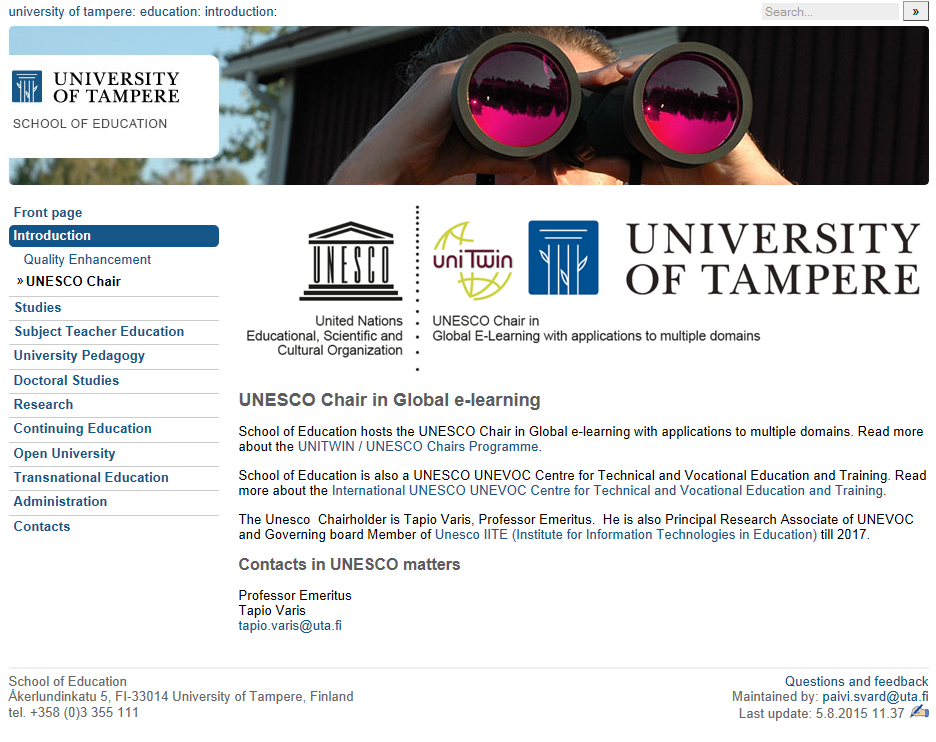 university of tampere: education: introduction:
Search...
»
UNIVERSITY
OF TAMPERE
SCHOOL OF EDUCATION
Front page
Introduction
Quality Enhancement
» UNESCO Chair
Studies
Subject Teacher Education
University Pedagogy
Doctoral Studies
Research
Continuing Education
Open University
Transnational Education
Administration
Contacts
UNESCO
United Nations
Educational, Scientific and
Cultural Organization
uniTwin
UNESCO Chair in
Global E-Learning with applications to multiple domains
UNIVERSITY
OF TAMPERE
UNESCO Chair in Global e-learning
School of Education hosts the UNESCO Chair in Global e-learning with applications to multiple domains. Read more
about the UNITWIN / UNESCO Chairs Programme.
School of Education is also a UNESCO UNEVOC Centre for Technical and Vocational Education and Training. Read
more about the International UNESCO UNEVOC Centre for Technical and Vocational Education and Training.
The Unesco  Chairholder is Tapio Varis, Professor Emeritus.  He is also Principal Research Associate of UNEVOC
and Governing board Member of Unesco IITE (Institute for Information Technologies in Education) till 2017.
Contacts in UNESCO matters
Professor Emeritus
Tapio Varis
tapio.varis@uta.fi
School of Education
Åkerlundinkatu 5, FI-33014 University of Tampere, Finland
tel. +358 (0)3 355 111
Questions and feedback
Maintained by: paivi.svard@uta.fi
Last update: 5.8.2015 11.37